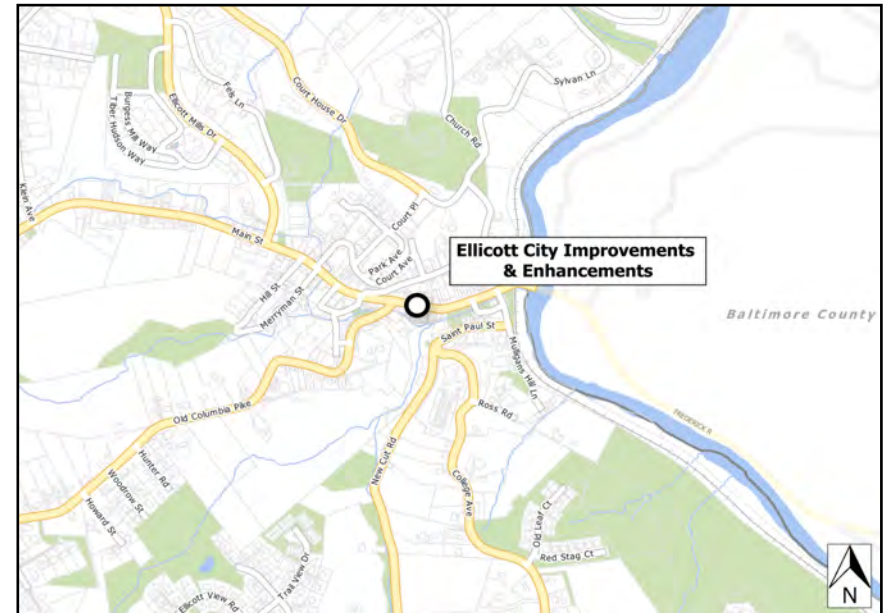 Sylvan Ln
Fels Ln
Court House Dr
Ellicott Mills Dr
Burgess Mill Way
Tiber Hudson Way
Church Rd
Klein Ave
Main St
Court Pl
Park Ave
Court Ave
Ellicott City Improvements
& Enhancements
Hill St
Merryman St
Baltimore County
Saint Paul St
Mulligans Hill Ln
Old Columbia Pike
Ross Rd
FREDERICK R
New Cut Rd
College Ave
Hunter Rd
Woodrow St
Howard St
Old Leaf Ct
Red Stag Ct
Trail View Dr
Ellicott View Rd
N